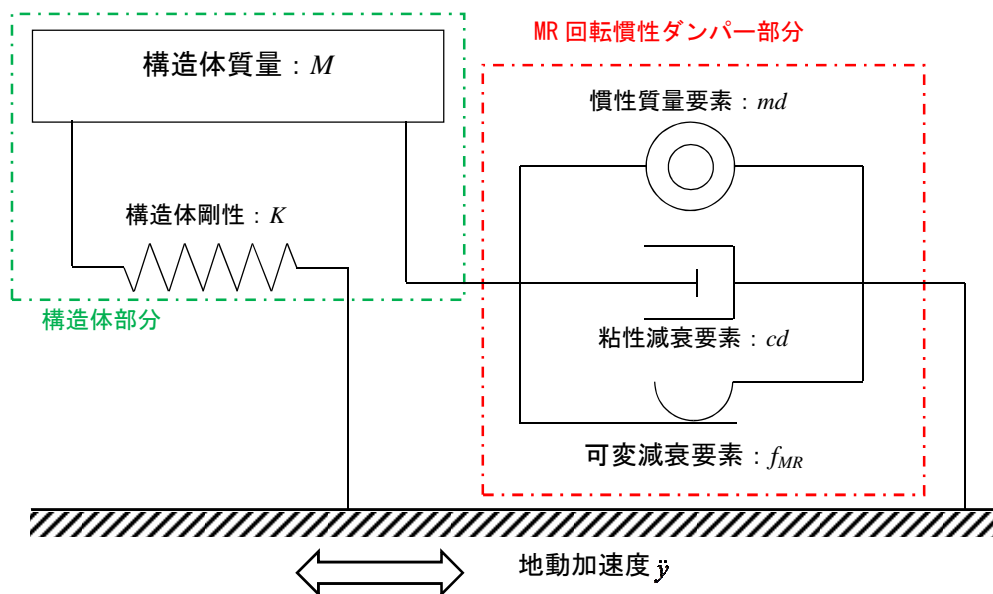 MR 回転慣性ダンパー部分
構造体質量：M
慣性質量要素：md
構造体剛性：K
構造体部分
粘性減衰要素：cd
可変減衰要素：fMR
地動加速度 ÿ